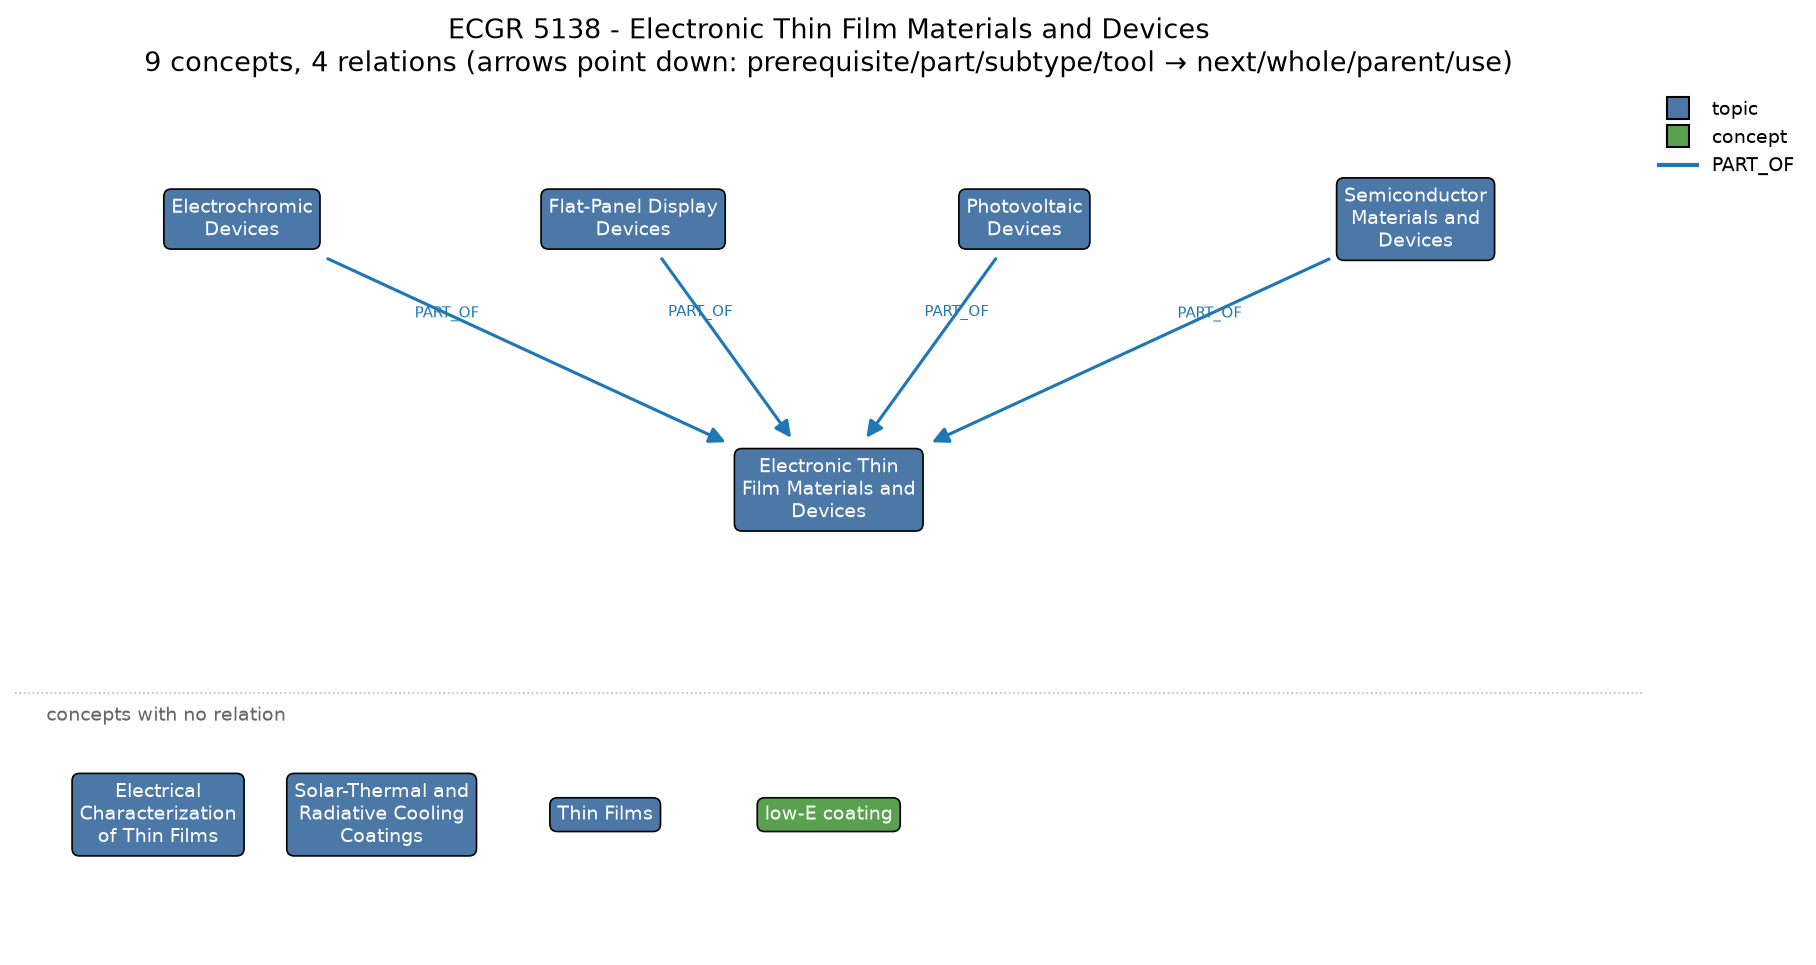 ECGR 5138 - Electronic Thin Film Materials and Devices
9 concepts, 4 relations (arrows point down: prerequisite/part/subtype/tool → next/whole/parent/use)
topic
concept
PART_OF
Electrochromic
Devices
Flat-Panel Display
Devices
Photovoltaic
Devices
Semiconductor
Materials and
Devices
PART_OF
PART_OF
PART_OF
PART_OF
Electronic Thin
Film Materials and
Devices
concepts with no relation
Electrical
Characterization
of Thin Films
Solar-Thermal and
Radiative Cooling
Coatings
Thin Films
low-E coating